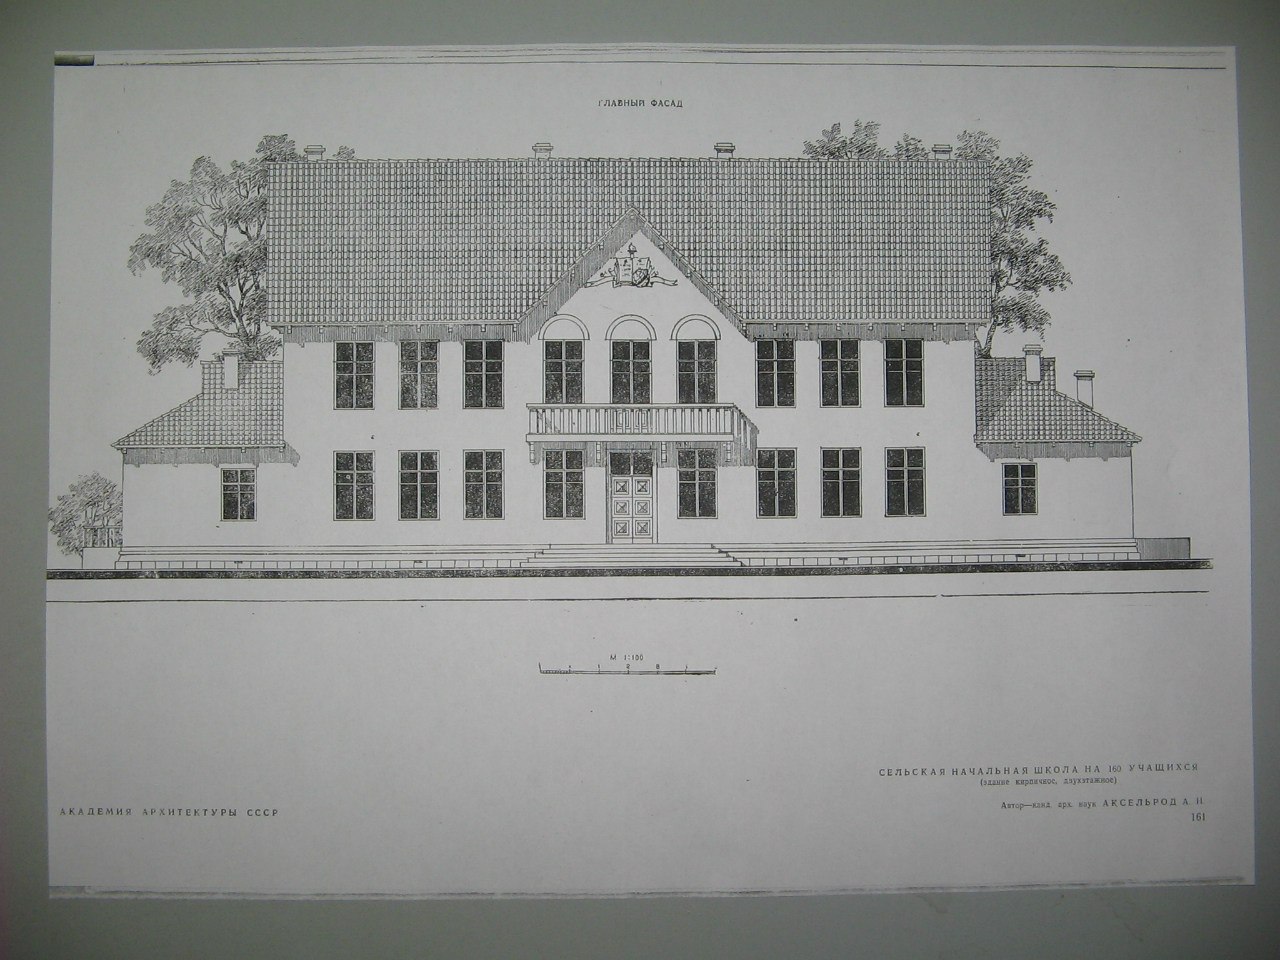 ГЛАВНЫЙ ФАСАД
М 1:100
СЕЛЬСКАЯ НАЧАЛЬНАЯ ШКОЛА НА 160 УЧАЩИХСЯ
(здание кирпичное, двухэтажное)
АКАДЕМИЯ АРХИТЕКТУРЫ СССР
Автор—канд. арх. наук АКСЕЛЬРОД А. И
161